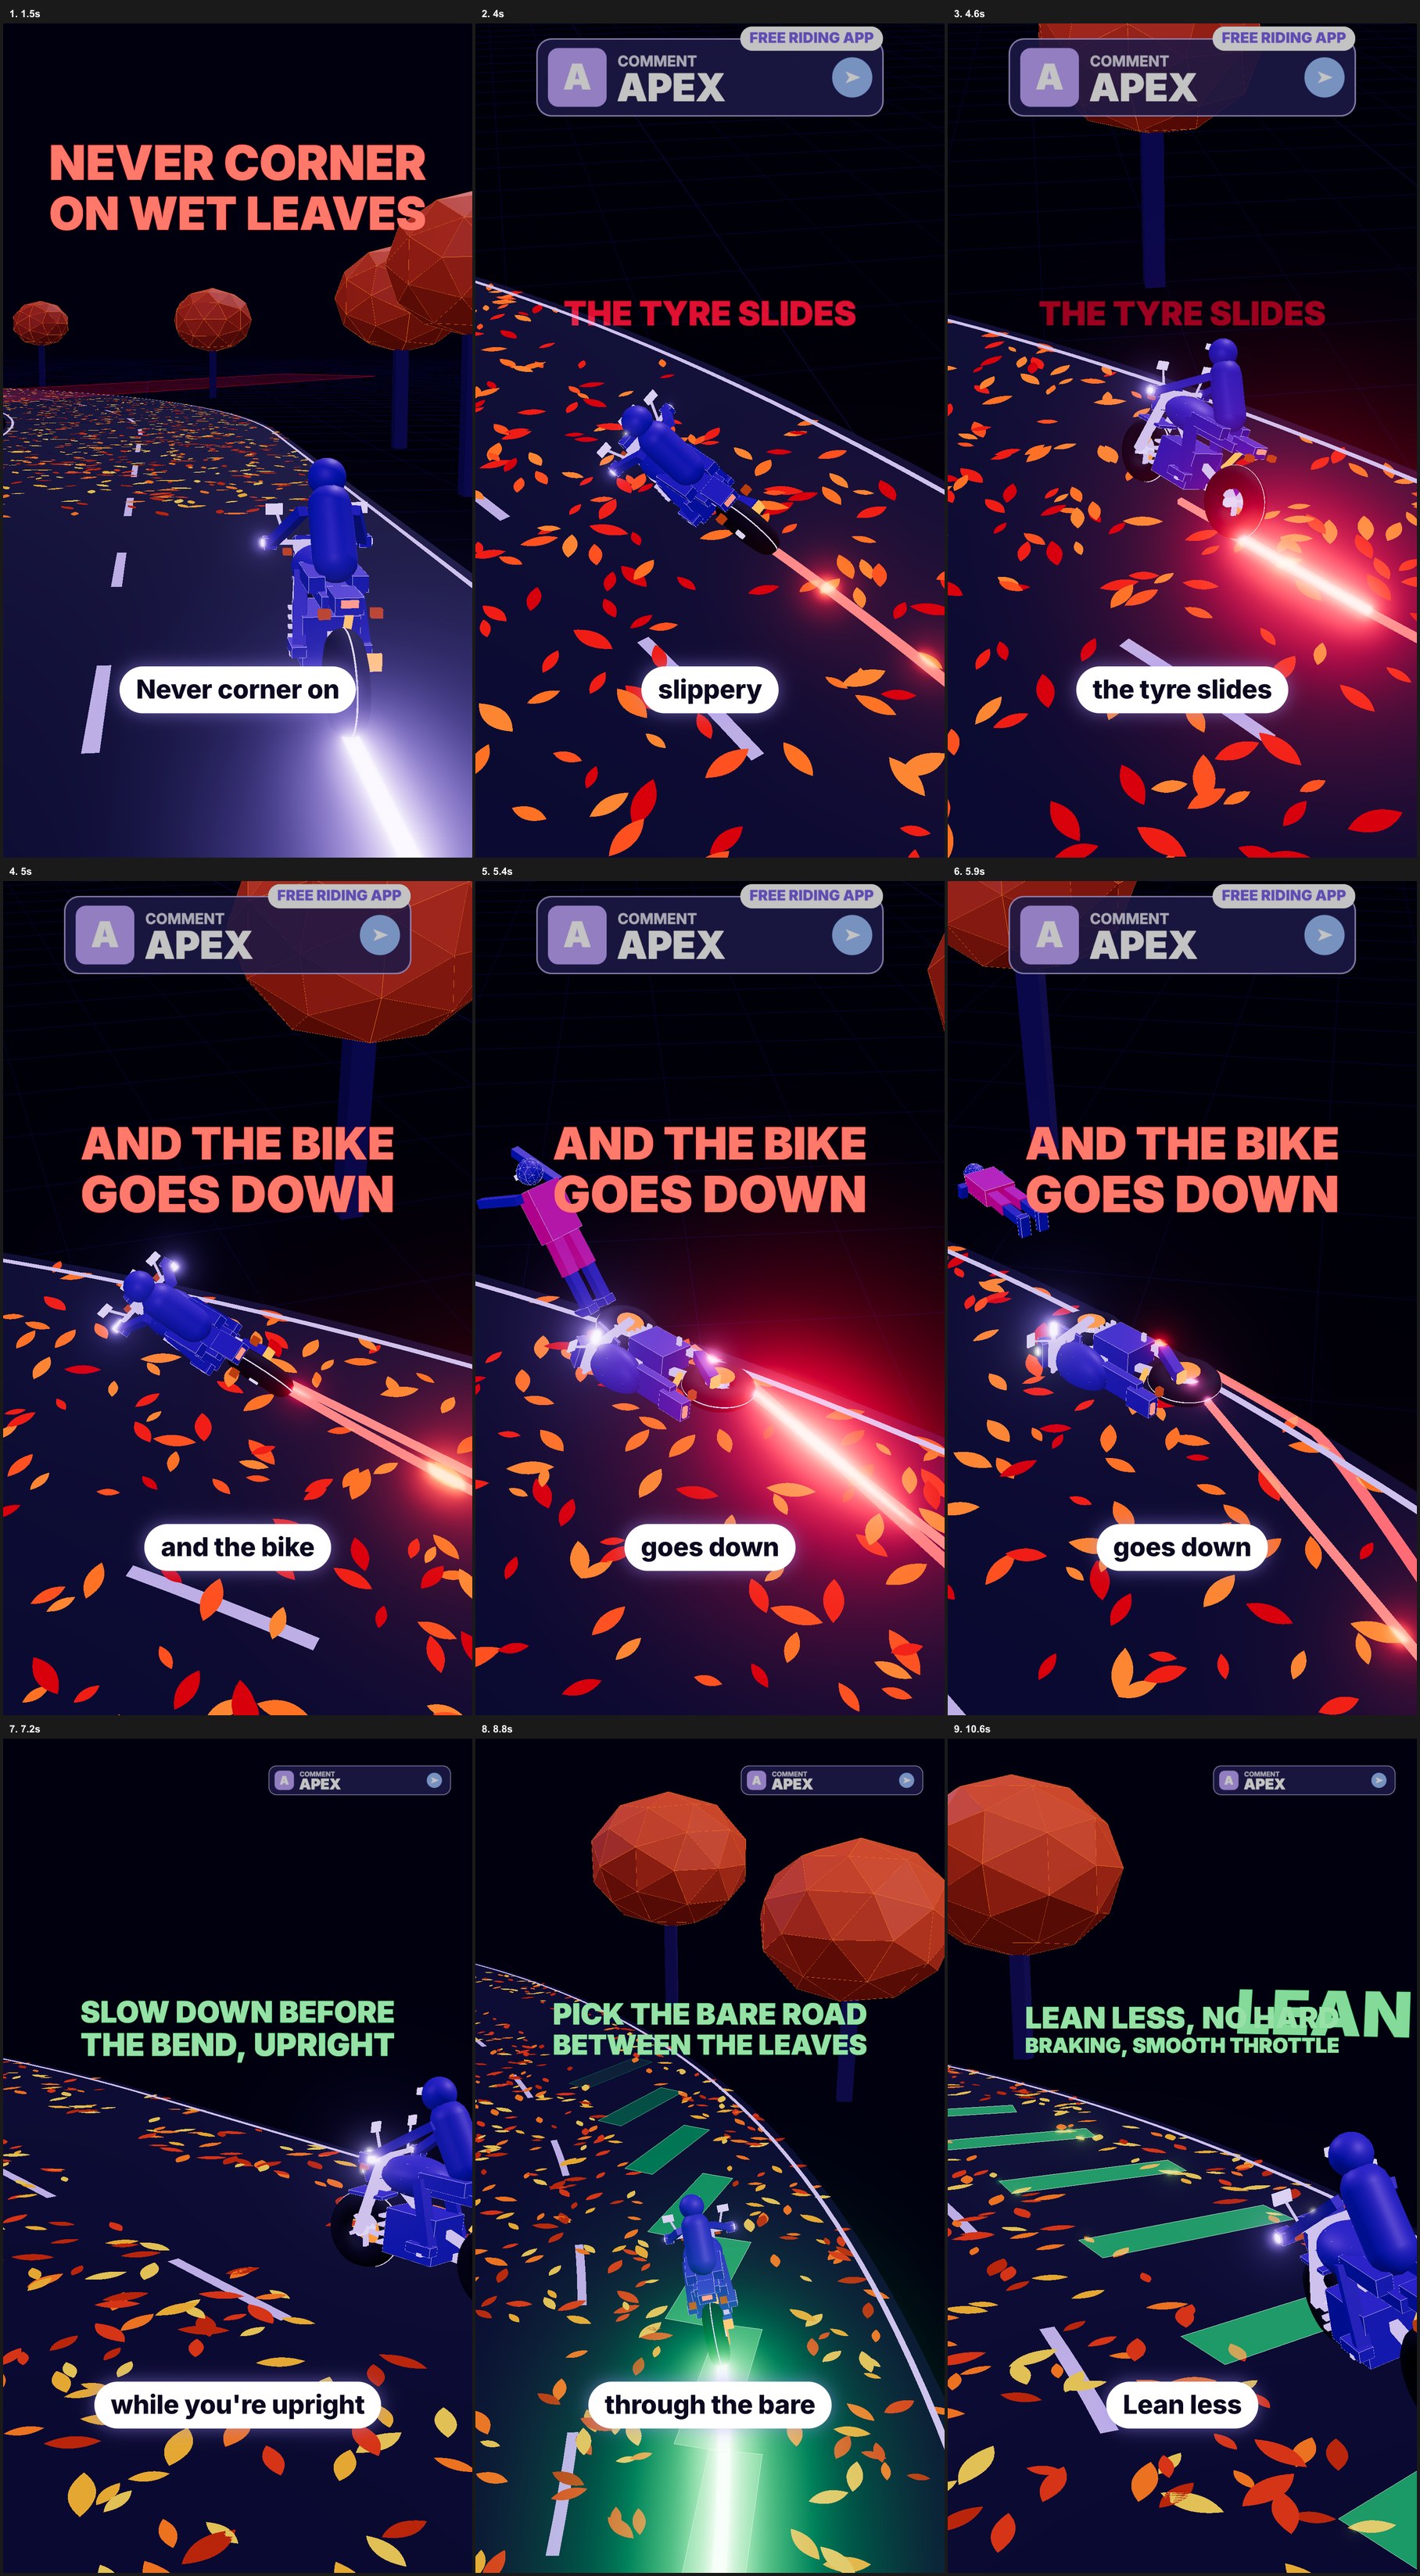 1. 1.5s
NEVER CORNER
ON WET LEAVES
Never corner on
2. 4s
FREE RIDING APP
A
COMMENT
APEX
THE TYRE SLIDES
slippery
3. 4.6s
FREE RIDING APP
A
COMMENT
APEX
THE TYRE SLIDES
the tyre slides
4. 5s
FREE RIDING APP
A
COMMENT
APEX
AND THE BIKE
GOES DOWN
and the bike
5. 5.4s
FREE RIDING APP
A
COMMENT
APEX
AND THE BIKE
GOES DOWN
goes down
6. 5.9s
FREE RIDING APP
A
COMMENT
APEX
AND THE BIKE
GOES DOWN
goes down
7. 7.2s
A
COMMENT
APEX
SLOW DOWN BEFORE
THE BEND, UPRIGHT
while you're upright
8. 8.8s
A
COMMENT
APEX
PICK THE BARE ROAD
BETWEEN THE LEAVES
through the bare
9. 10.6s
A
COMMENT
APEX
LEAN
LEAN LESS, NO HARD
BRAKING, SMOOTH THROTTLE
Lean less